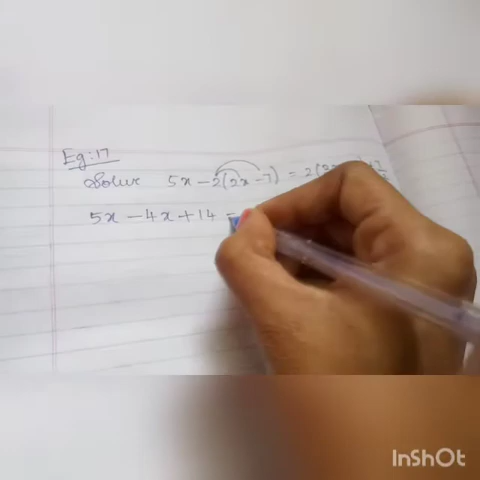 Eg:17
Solve 5x - 2(2x - 7) = 2(
5x - 4x + 14 =
InShOt